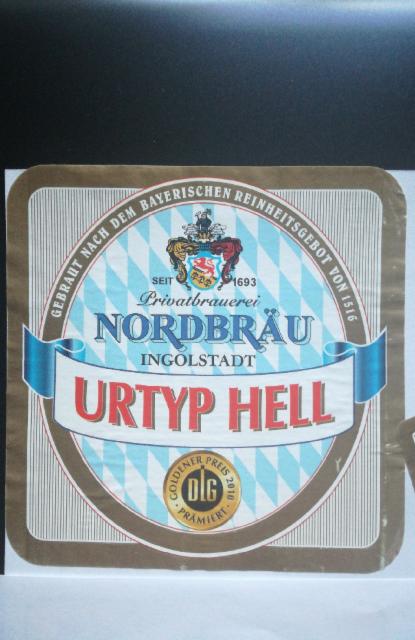 GEBRAUT NACH DEM BAYERISCHEN REINHEITSGEBOT VON 1516
SEIT 1693
Privatbrauerei
NORDBRÄU
INGOLSTADT
URTYP HELL
GOLDENER PREIS 2010
DLG
PRÄMIERT